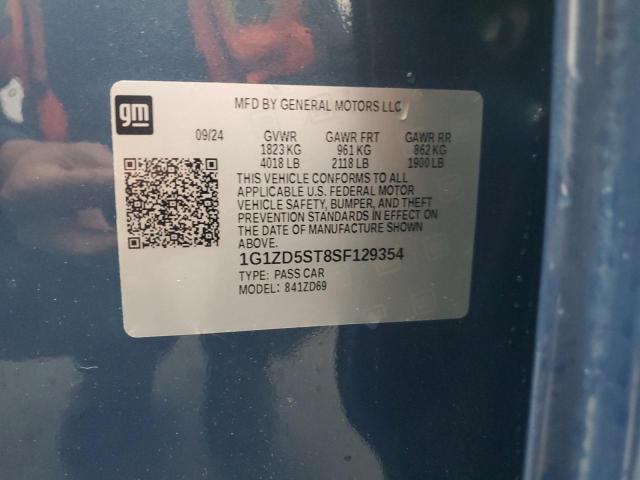 gm
MFD BY GENERAL MOTORS LLC
09/24 GVWR GAWR FRT GAWR RR
1823 KG 961 KG 862 KG
4018 LB 2118 LB 1900 LB
THIS VEHICLE CONFORMS TO ALL
APPLICABLE U.S. FEDERAL MOTOR
VEHICLE SAFETY, BUMPER, AND THEFT
PREVENTION STANDARDS IN EFFECT ON
THE DATE OF MANUFACTURE SHOWN
ABOVE.
1G1ZD5ST8SF129354
TYPE: PASS CAR
MODEL: 841ZD69